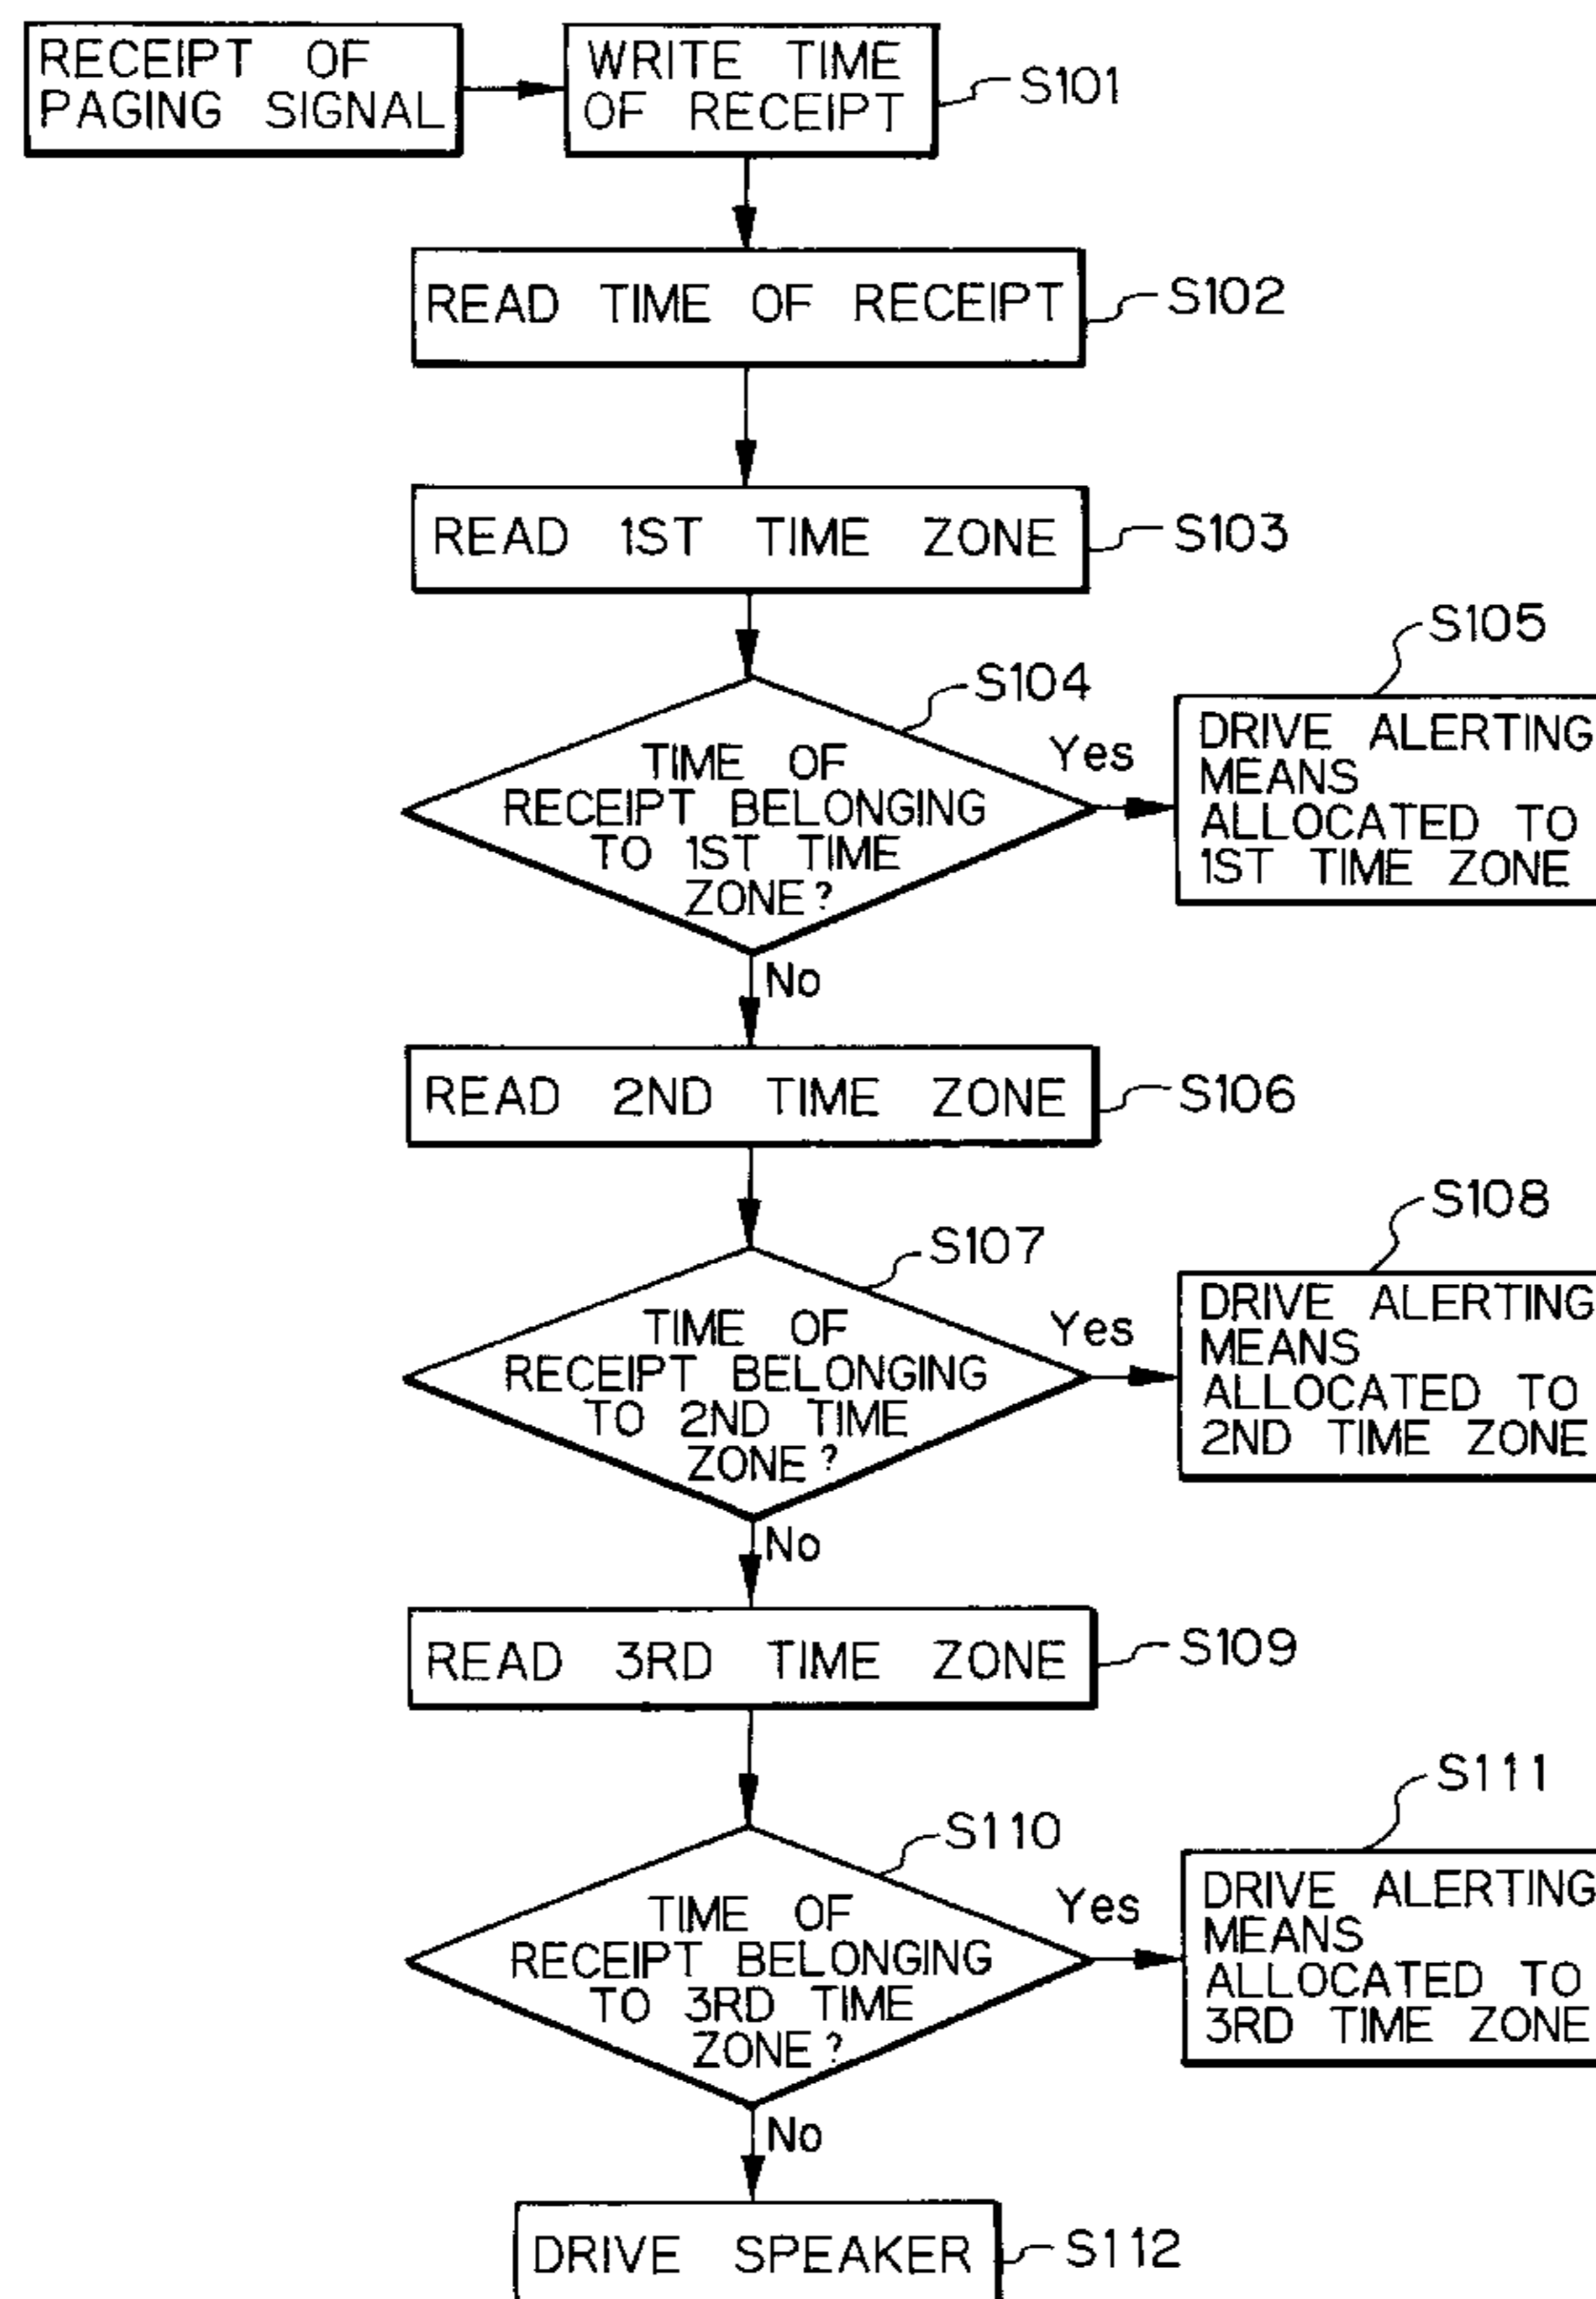 RECEIPT OF
PAGING SIGNAL
WRITE TIME
OF RECEIPT
S101
READ TIME OF RECEIPT
S102
READ 1ST TIME ZONE
S103
S104
TIME OF
RECEIPT BELONGING
TO 1ST TIME
ZONE?
Yes
S105
DRIVE ALERTING
MEANS
ALLOCATED TO
1ST TIME ZONE
No
READ 2ND TIME ZONE
S106
S107
TIME OF
RECEIPT BELONGING
TO 2ND TIME
ZONE?
Yes
S108
DRIVE ALERTING
MEANS
ALLOCATED TO
2ND TIME ZONE
No
READ 3RD TIME ZONE
S109
S110
TIME OF
RECEIPT BELONGING
TO 3RD TIME
ZONE?
Yes
S111
DRIVE ALERTING
MEANS
ALLOCATED TO
3RD TIME ZONE
No
DRIVE SPEAKER
S112